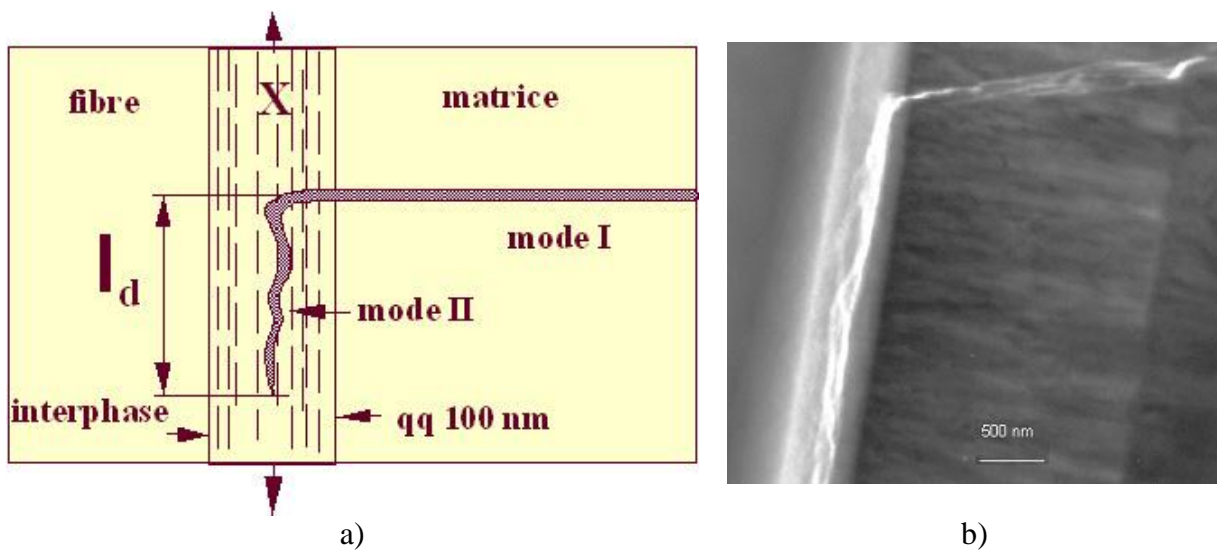 X
fibre
matrice
mode I
l
d
mode II
interphase
qq 100 nm
500 nm
a)
b)